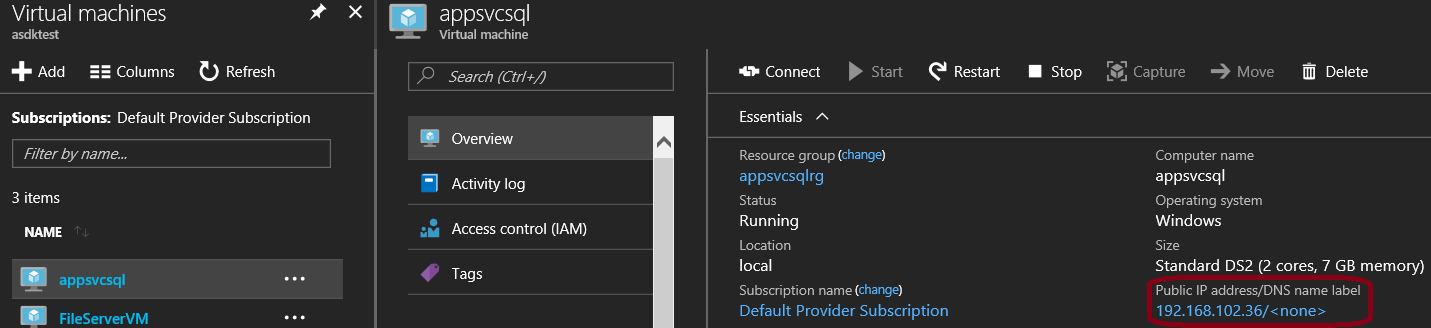 Virtual machines
asdktest
Add Columns Refresh
Subscriptions: Default Provider Subscription
Filter by name...
3 items
NAME
appsvcsql
FileServerVM
appsvcsql
Virtual machine
Search (Ctrl+/)
Overview
Activity log
Access control (IAM)
Tags
Connect Start Restart Stop Capture Move Delete
Essentials
Resource group (change)
appsvcsqlrg
Status
Running
Location
local
Subscription name (change)
Default Provider Subscription
Computer name
appsvcsql
Operating system
Windows
Size
Standard DS2 (2 cores, 7 GB memory)
Public IP address/DNS name label
192.168.102.36/<none>